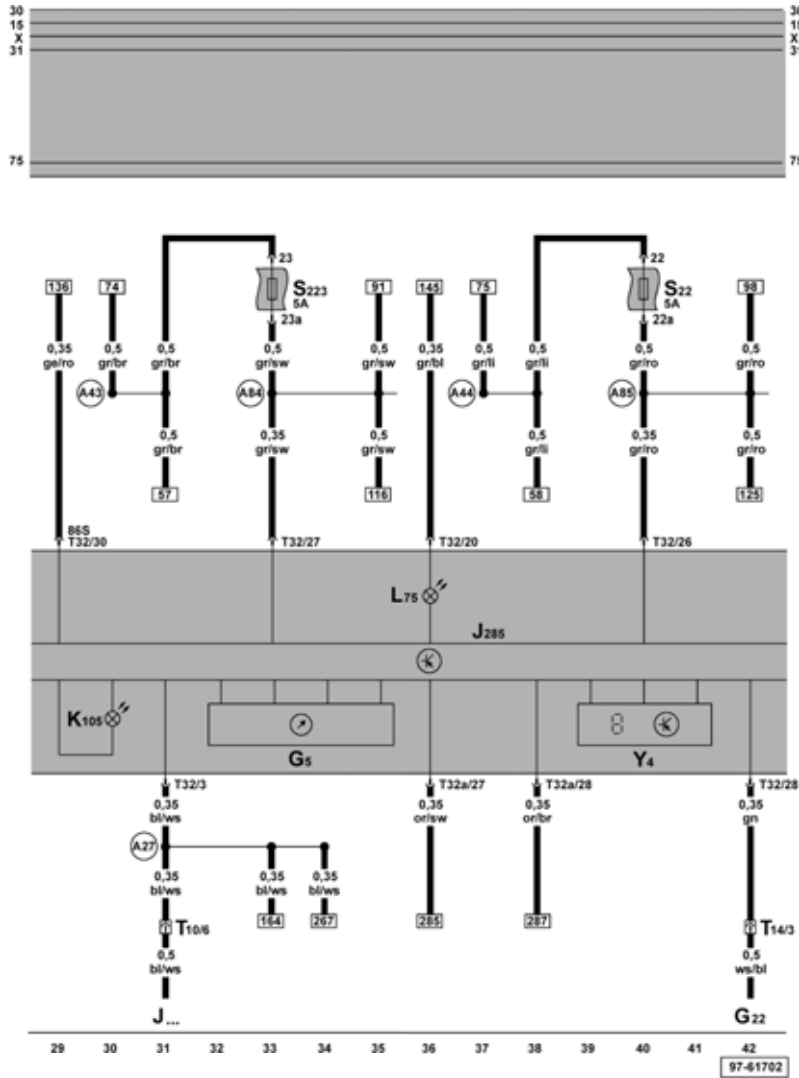 30 30
15 15
X X
31 31
75 75
23 22
136 74 S223 91 145 75 S22 98
5A 5A
23a 22a
0,35 0,5 0,5 0,5 0,5 0,35 0,5 0,5 0,5 0,5
ge/ro gr/br gr/br gr/sw gr/sw gr/bl gr/li gr/li gr/ro gr/ro
A43 A84 A44 A85
0,5 0,35 0,5 0,5 0,35 0,5
gr/br gr/sw gr/sw gr/li gr/ro gr/ro
57 116 58 125
86S
T32/30 T32/27 T32/20 T32/26
L75
J285
K105
G5 Y4
T32/3 T32a/27 T32a/28 T32/28
0,35 0,35 0,35 0,35
bl/ws or/sw or/br gn
A27
0,35 0,35 0,35
bl/ws bl/ws bl/ws
164 267 285 287
T10/6 T14/3
0,5 0,5
bl/ws ws/bl
J... G22
29 30 31 32 33 34 35 36 37 38 39 40 41 42
97-61702